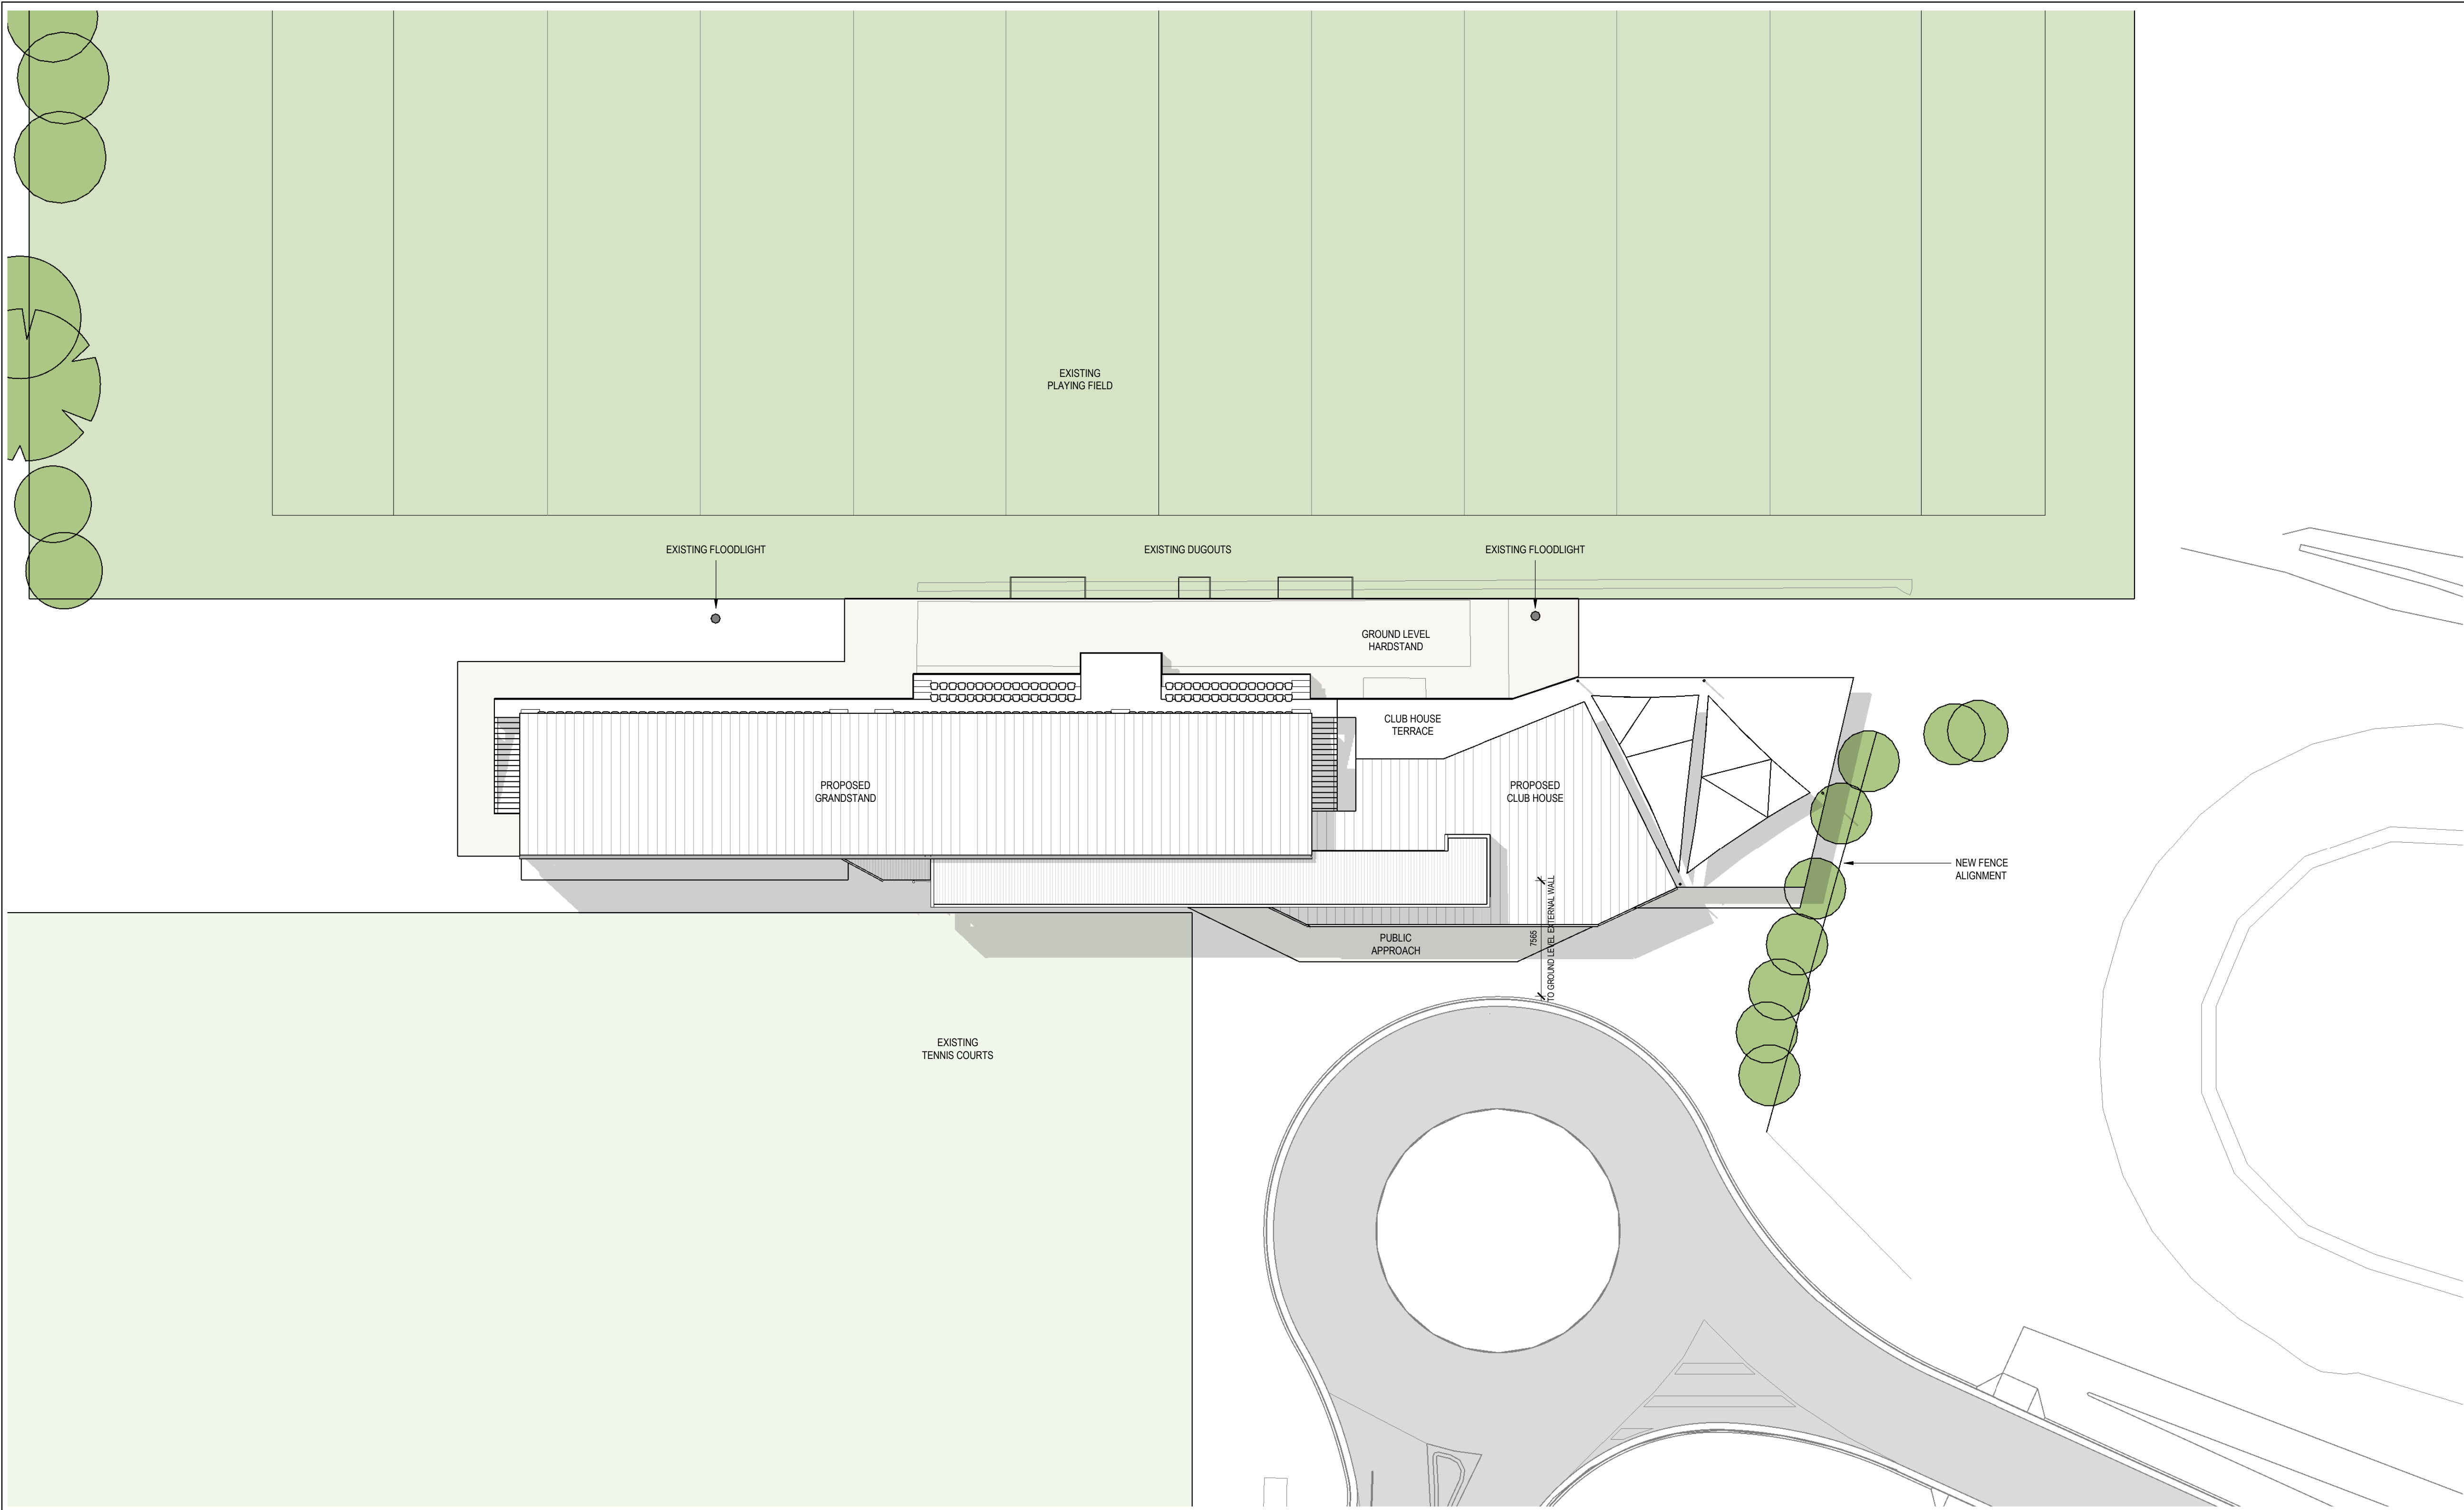 EXISTING
PLAYING FIELD
EXISTING FLOODLIGHT
EXISTING DUGOUTS
EXISTING FLOODLIGHT
GROUND LEVEL
HARDSTAND
CLUB HOUSE
TERRACE
PROPOSED
GRANDSTAND
PROPOSED
CLUB HOUSE
NEW FENCE
ALIGNMENT
PUBLIC
APPROACH
7565
TO GROUND LEVEL EXTERNAL WALL
EXISTING
TENNIS COURTS